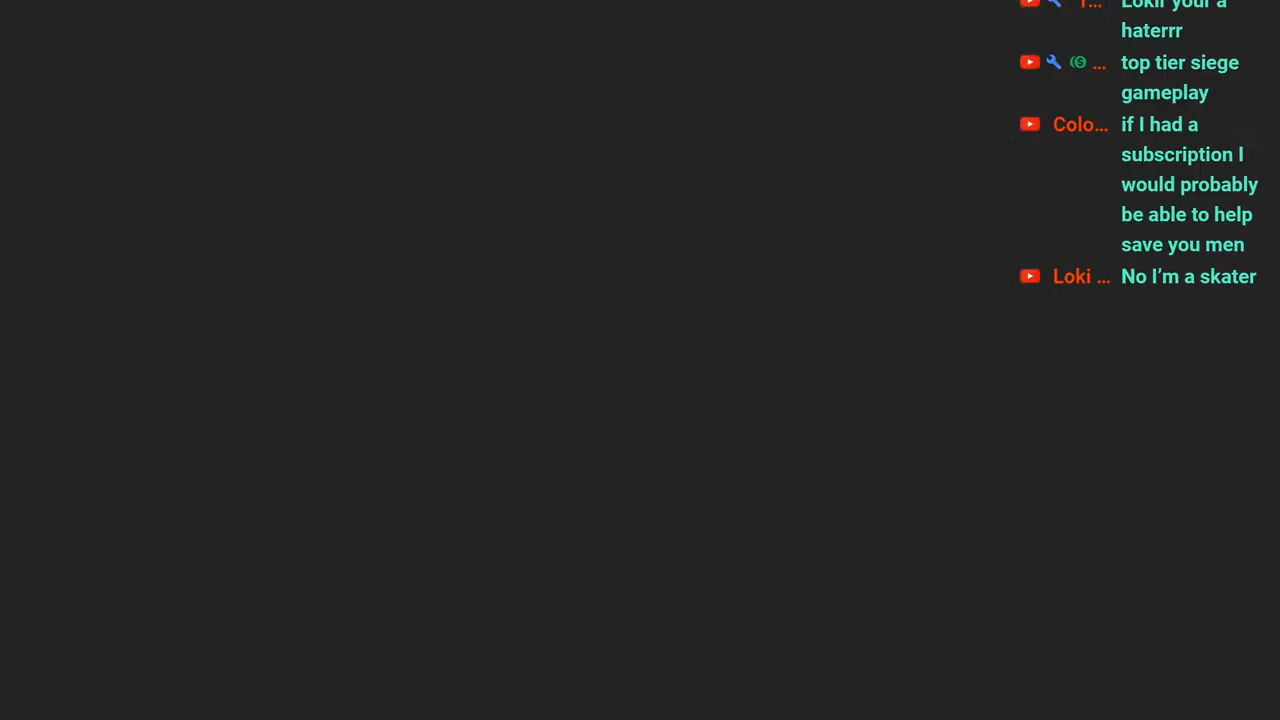 Lokii your a
haterrr
... top tier siege
gameplay
Colo... if I had a
subscription I
would probably
be able to help
save you men
Loki ... No I’m a skater